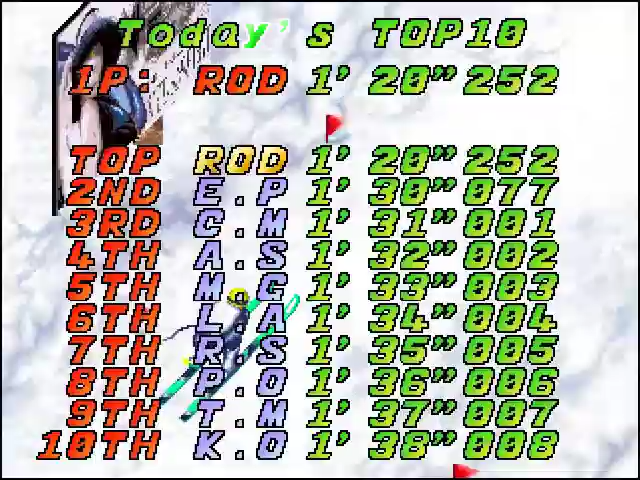 Today's TOP10
1P: ROD 1'20"252
TOP ROD 1'20"252
2ND E.P 1'30"077
3RD C.M 1'31"001
4TH A.S 1'32"002
5TH M.G 1'33"003
6TH L.A 1'34"004
7TH R.S 1'35"005
8TH P.O 1'36"006
9TH T.M 1'37"007
10TH K.O 1'38"008